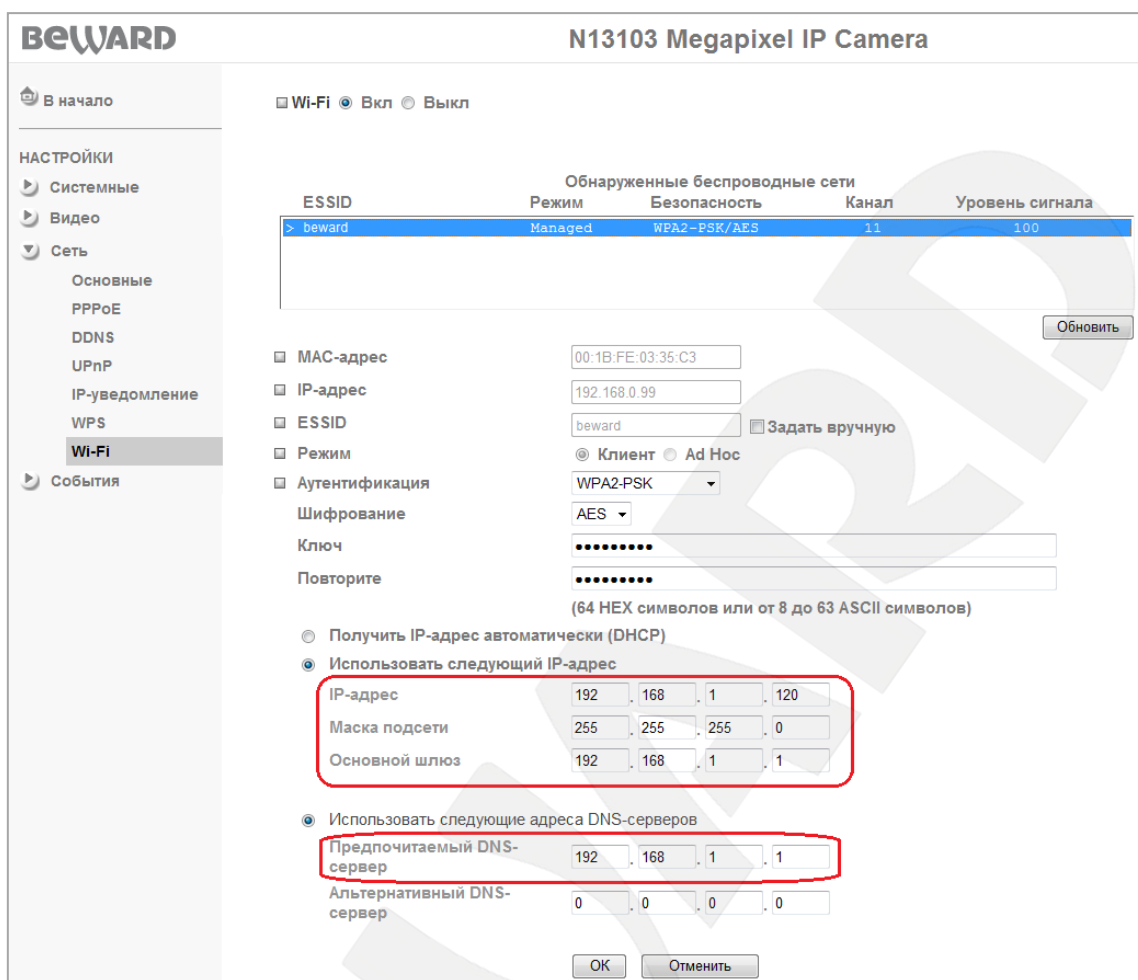 BEWARD
N13103 Megapixel IP Camera
В начало
НАСТРОЙКИ
Системные
Видео
Сеть
Основные
PPPoE
DDNS
UPnP
IP-уведомление
WPS
Wi-Fi
События
Wi-Fi Вкл Выкл
Обнаруженные беспроводные сети
ESSID Режим Безопасность Канал Уровень сигнала
> beward Managed WPA2-PSK/AES 11 100
Обновить
MAC-адрес 00:1B:FE:03:35:C3
IP-адрес 192.168.0.99
ESSID beward Задать вручную
Режим Клиент Ad Hoc
Аутентификация WPA2-PSK
Шифрование AES
Ключ •••••••••
Повторите •••••••••
(64 HEX символов или от 8 до 63 ASCII символов)
Получить IP-адрес автоматически (DHCP)
Использовать следующий IP-адрес
IP-адрес 192 . 168 . 1 . 120
Маска подсети 255 . 255 . 255 . 0
Основной шлюз 192 . 168 . 1 . 1
Использовать следующие адреса DNS-серверов
Предпочитаемый DNS-
сервер 192 . 168 . 1 . 1
Альтернативный DNS-
сервер 0 . 0 . 0 . 0
OK Отменить